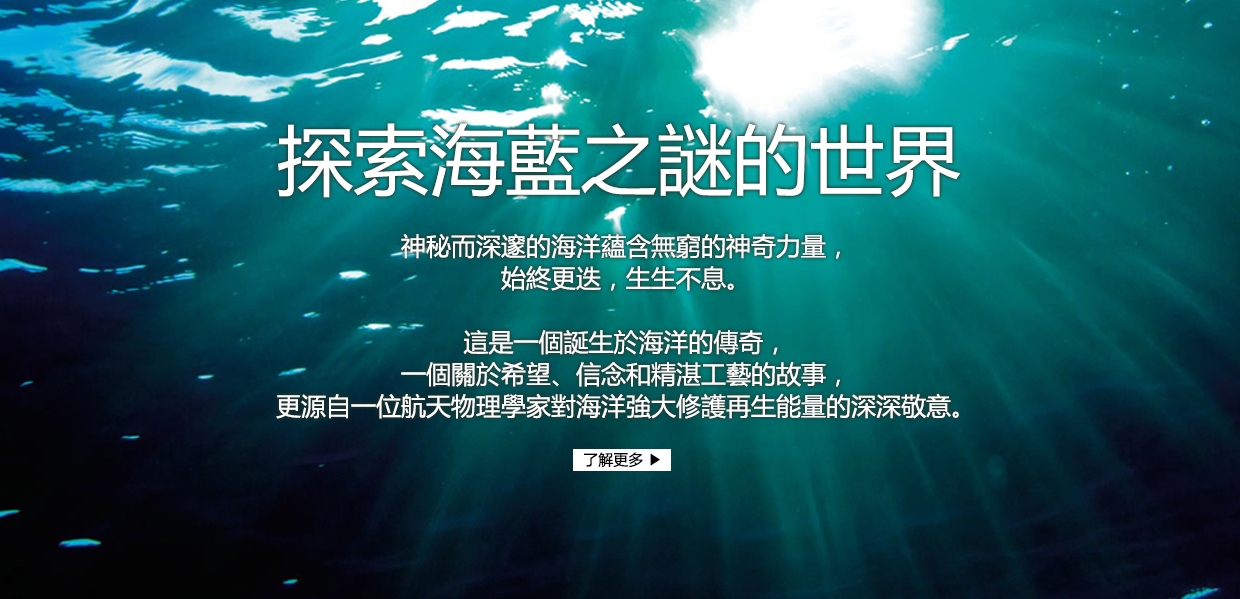 探索海藍之謎的世界
神秘而深邃的海洋蘊含無窮的神奇力量，
始終更迭，生生不息。
這是一個誕生於海洋的傳奇，
一個關於希望、信念和精湛工藝的故事，
更源自一位航天物理學家對海洋強大修護再生能量的深深敬意。
了解更多 ▶